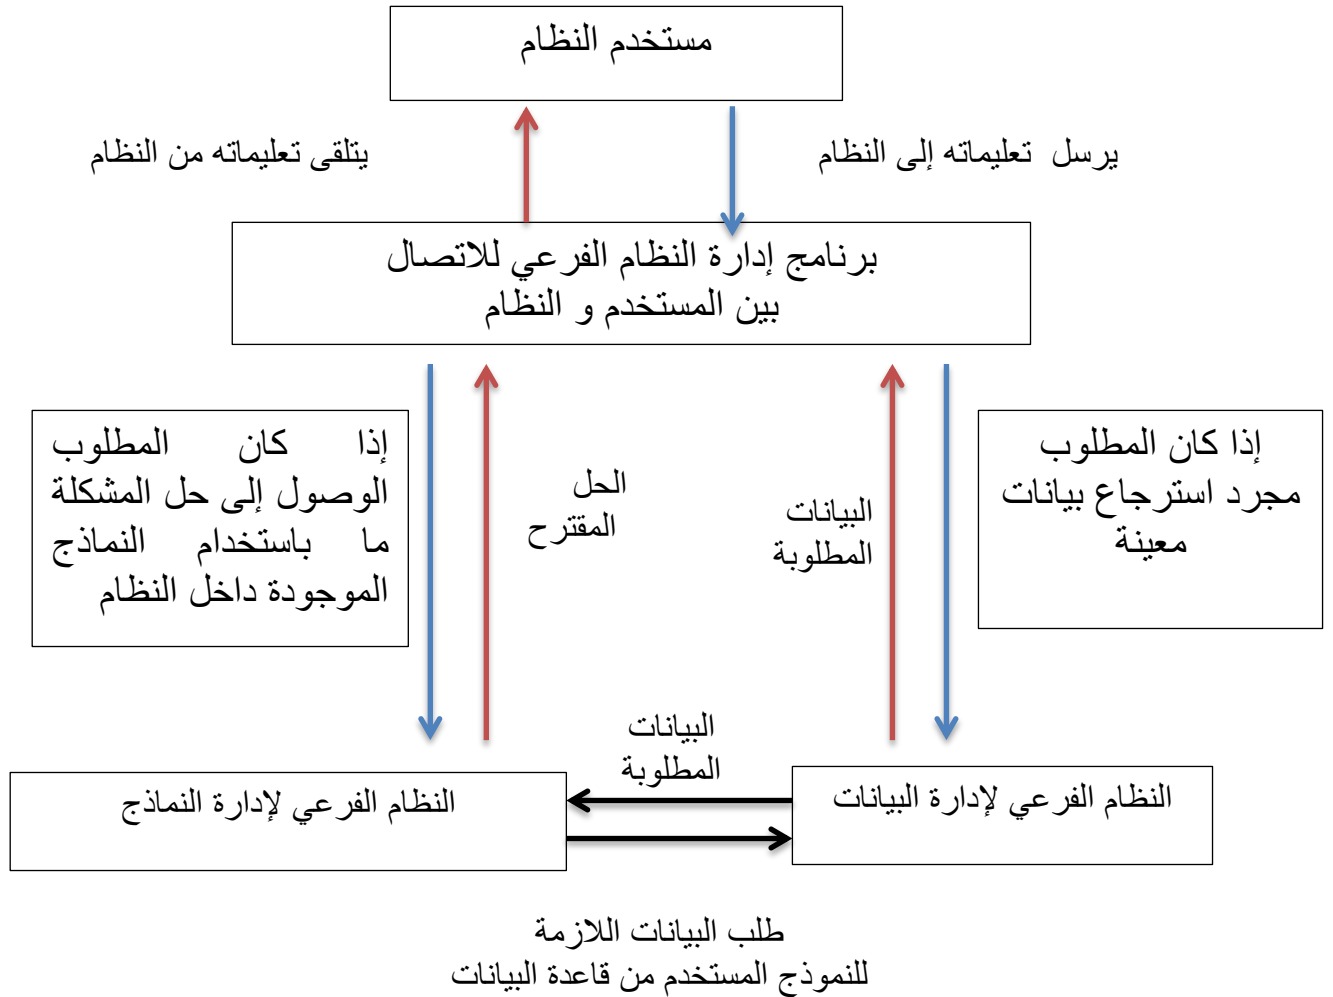 مستخدم النظام
يرسل تعليماته إلى النظام
يتلقى تعليماته من النظام
برنامج إدارة النظام الفرعي للاتصال
بين المستخدم و النظام
إذا كان المطلوب
مجرد استرجاع بيانات
معينة
البيانات
المطلوبة
الحل
المقترح
إذا كان المطلوب
الوصول إلى حل المشكلة
ما باستخدام النماذج
الموجودة داخل النظام
البيانات
المطلوبة
النظام الفرعي لإدارة البيانات
النظام الفرعي لإدارة النماذج
طلب البيانات اللازمة
للنموذج المستخدم من قاعدة البيانات